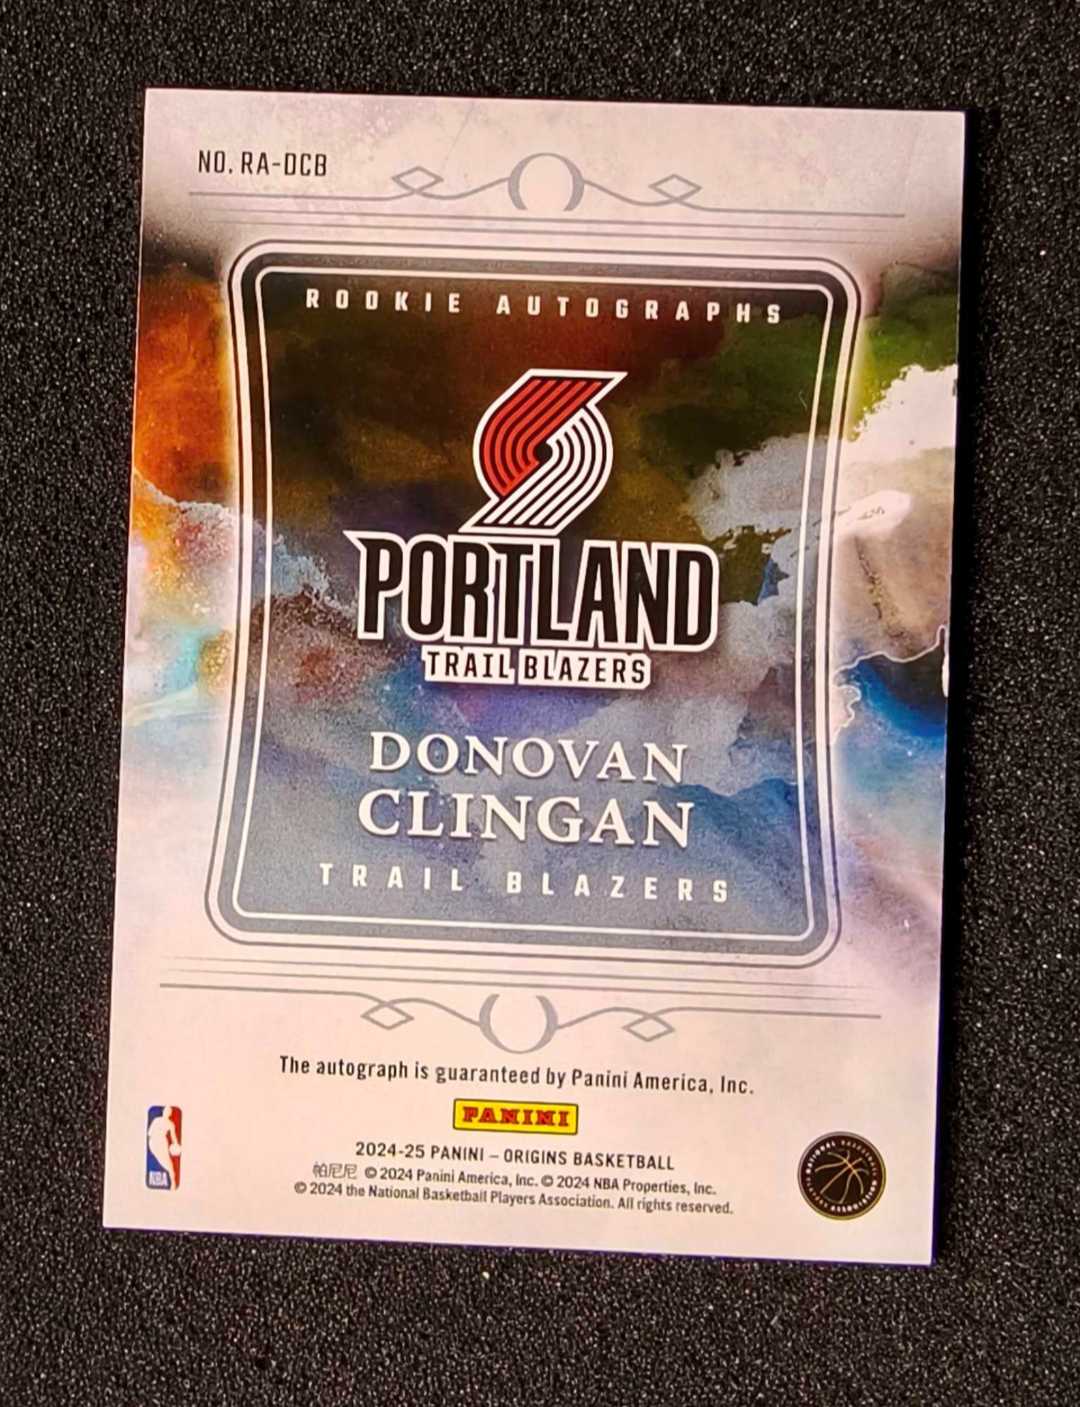 NO. RA-DCB
ROOKIE AUTOGRAPHS
PORTLAND
TRAIL BLAZERS
DONOVAN
CLINGAN
TRAIL BLAZERS
The autograph is guaranteed by Panini America, Inc.
PANINI
2024-25 PANINI – ORIGINS BASKETBALL
帕尼尼 © 2024 Panini America, Inc. © 2024 NBA Properties, Inc.
© 2024 the National Basketball Players Association. All rights reserved.
NBA